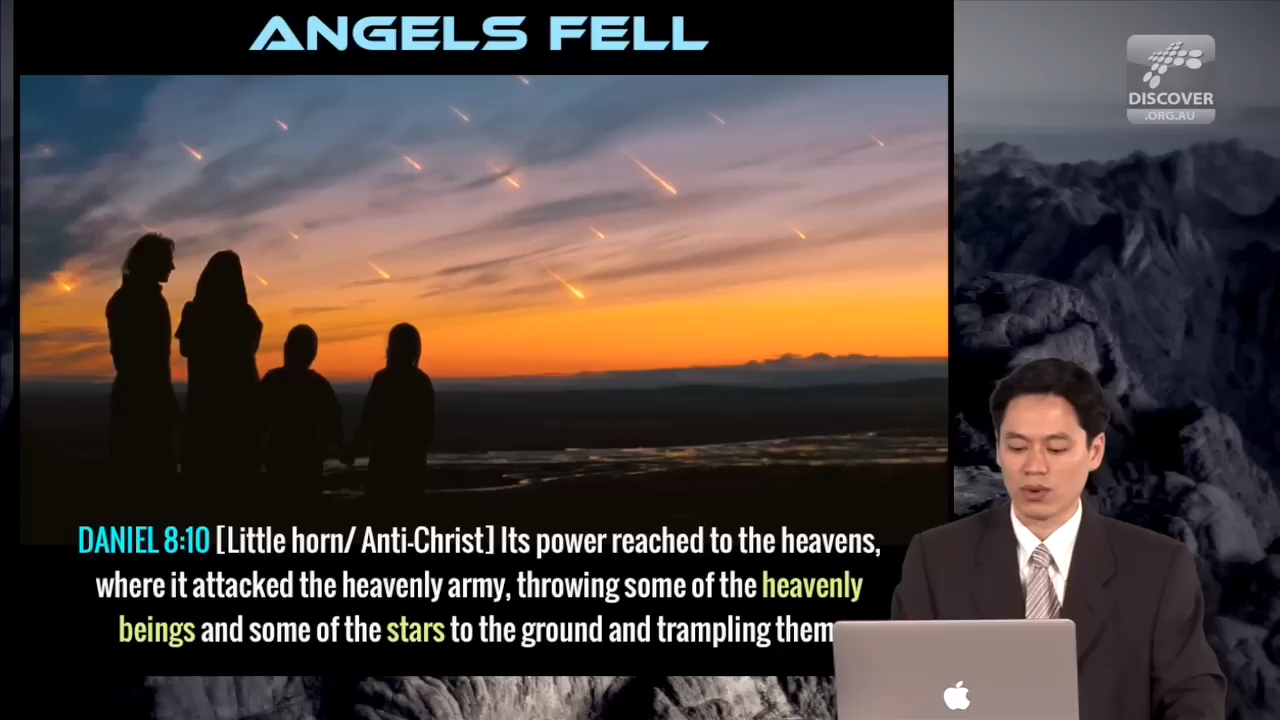 ANGELS FELL
DISCOVER
.ORG.AU
DANIEL 8:10 [Little horn/ Anti-Christ] Its power reached to the heavens,
where it attacked the heavenly army, throwing some of the heavenly
beings and some of the stars to the ground and trampling them